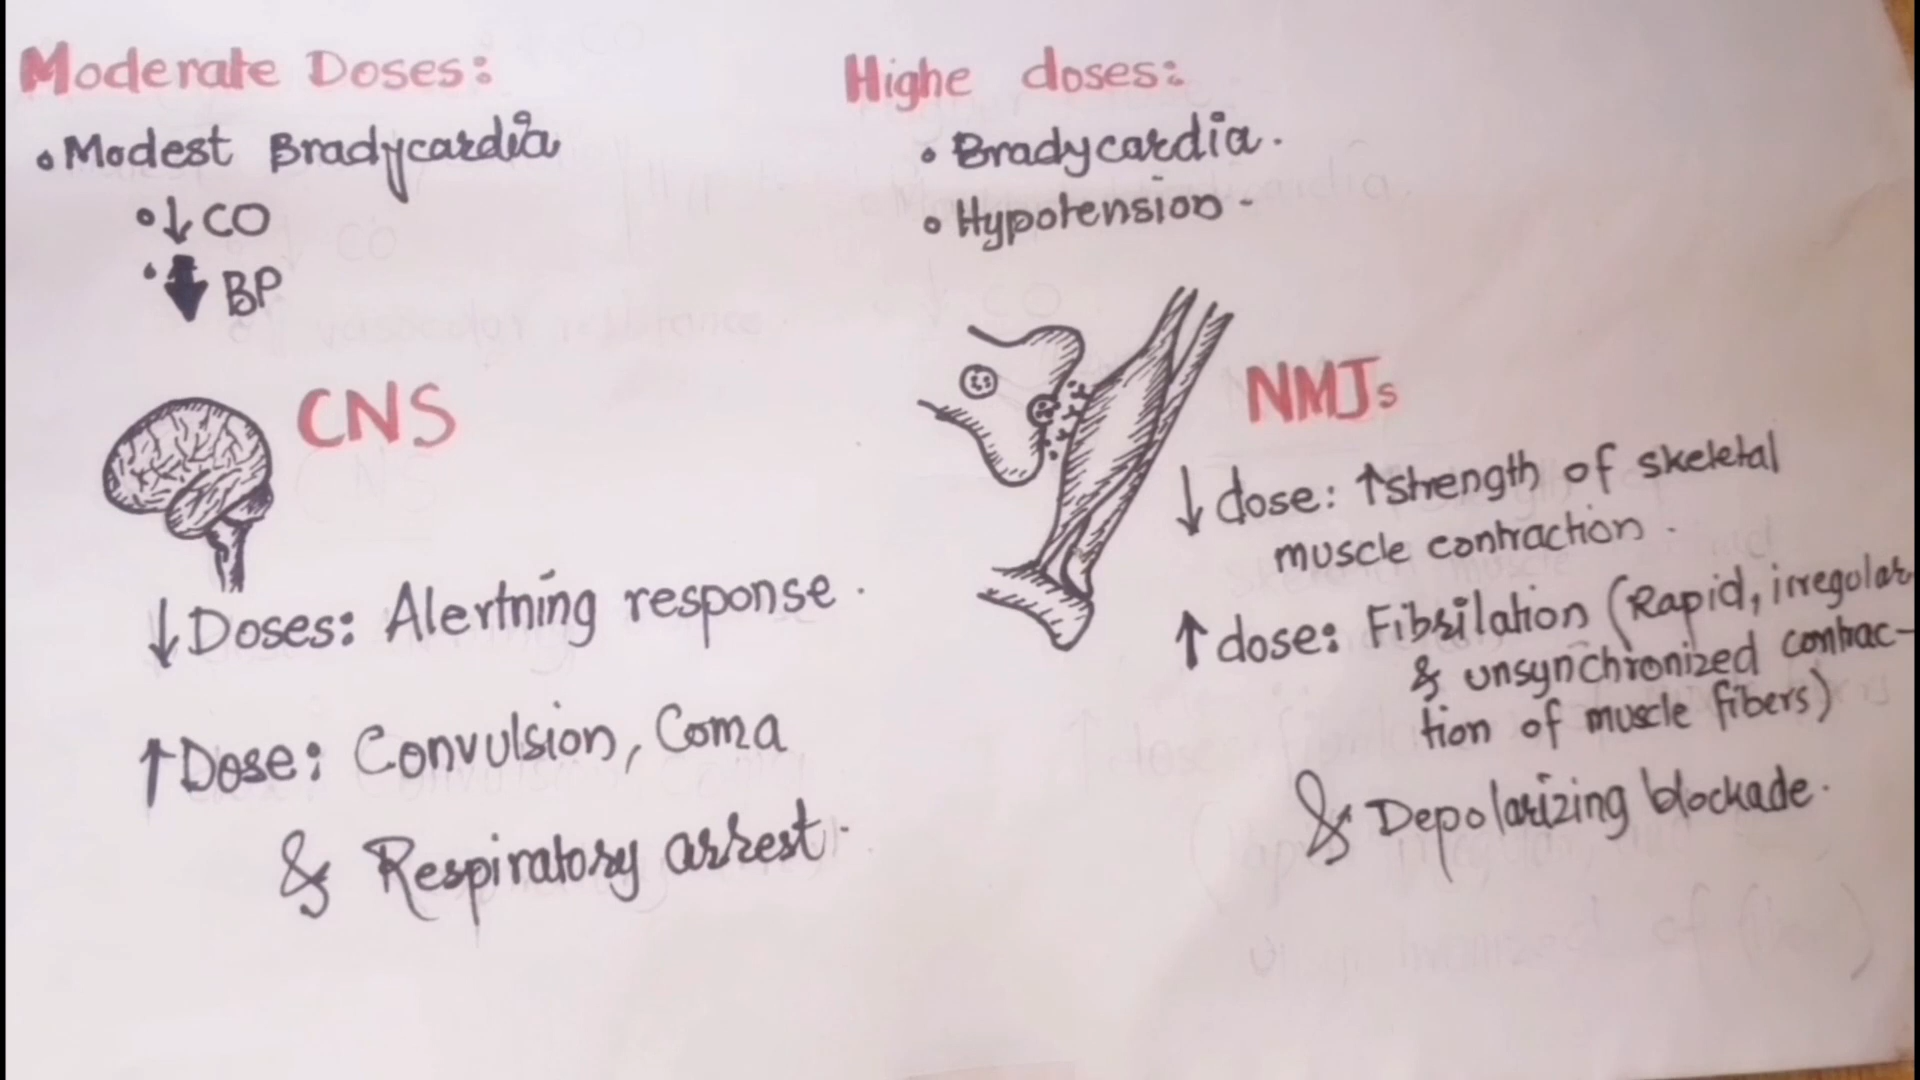 Moderate Doses:
• Modest Bradycardia
• ↓ CO
• ⬇ BP
Highe doses:
• Bradycardia.
• Hypotension -
CNS
↓ Doses: Alertning response.
↑ Dose: Convulsion, Coma
& Respiratory arrest.
NMJs
↓ dose: ↑ strength of skeletal
muscle contraction.
↑ dose: Fibrilation (Rapid, irregular
& unsynchronized contrac-
tion of muscle fibers)
& Depolarizing blockade.